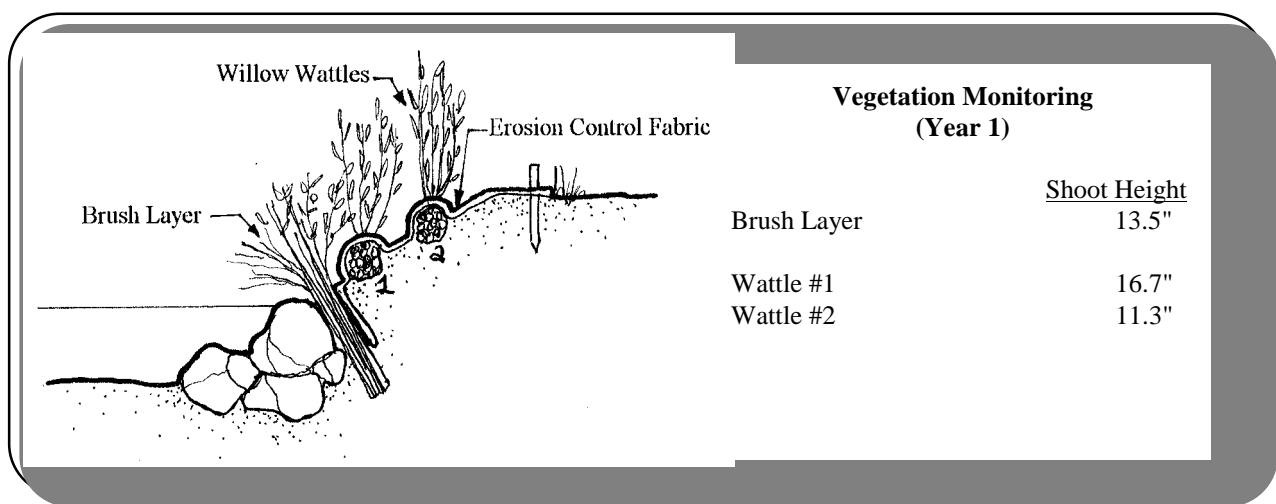 Willow Wattles
Erosion Control Fabric
Brush Layer
1
2
Vegetation Monitoring
(Year 1)
Shoot Height
Brush Layer 13.5"
Wattle #1 16.7"
Wattle #2 11.3"